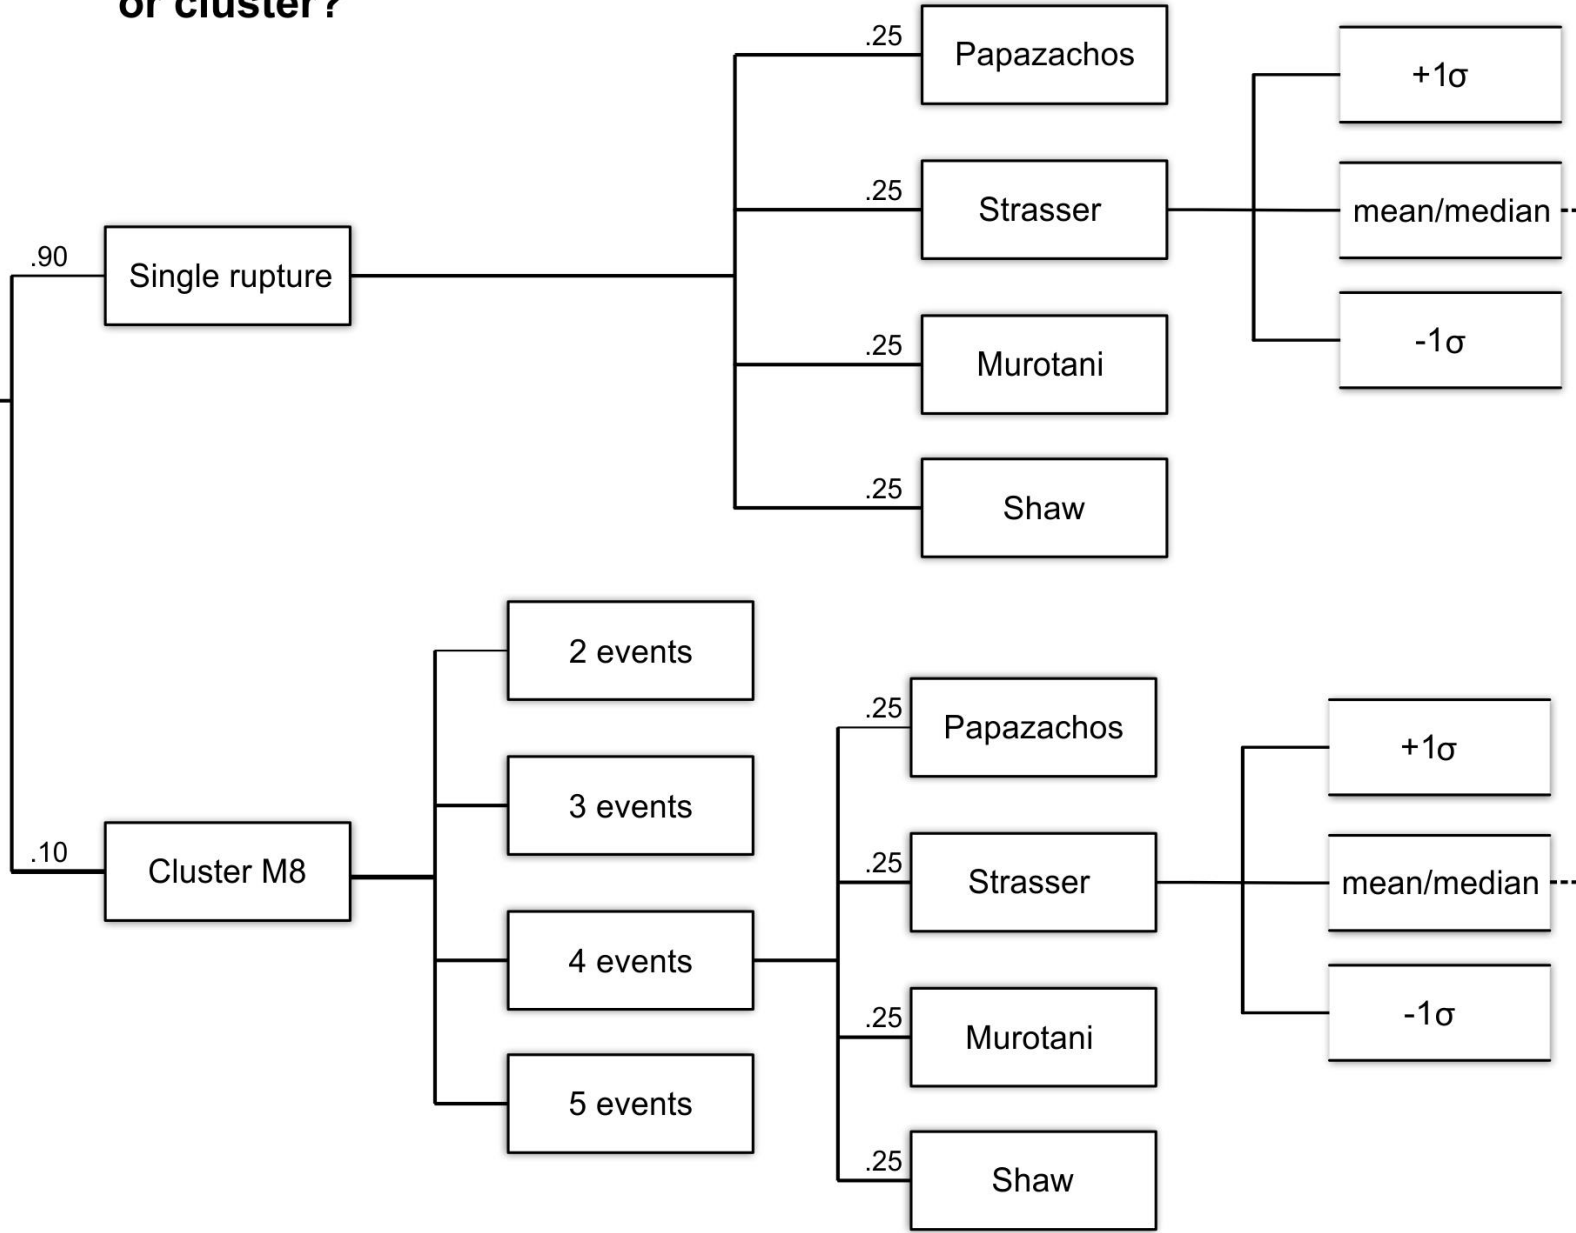 or cluster?
.90
Single rupture
.25
Papazachos
.25
Strasser
.25
Murotani
.25
Shaw
+1σ
mean/median
-1σ
.10
Cluster M8
2 events
3 events
4 events
5 events
.25
Papazachos
.25
Strasser
.25
Murotani
.25
Shaw
+1σ
mean/median
-1σ